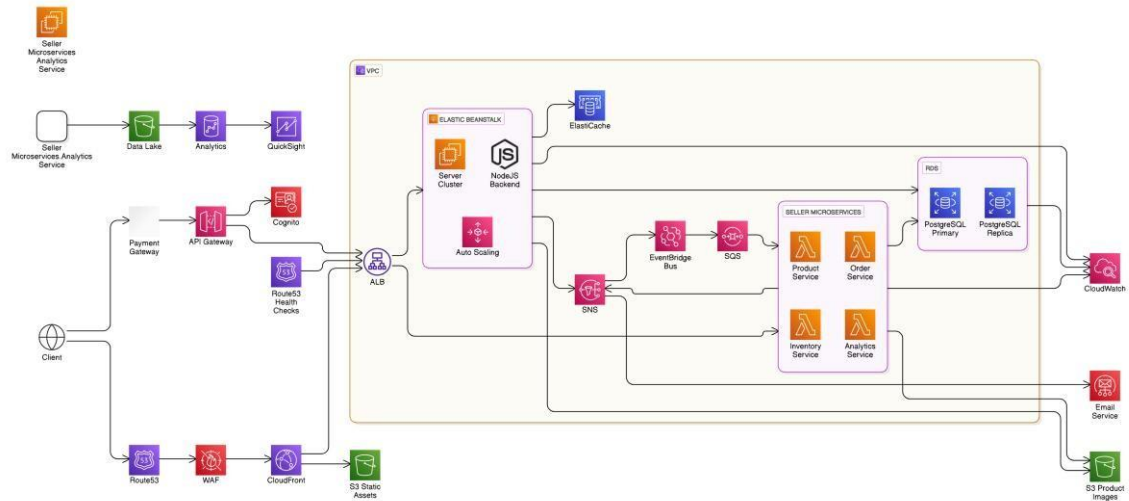 Seller
Microservices
Analytics
Service
VPC
ELASTIC BEANSTALK
ElastiCache
Seller
Microservices Analytics
Service
Data Lake
Analytics
QuickSight
Server
Cluster
JS
NodeJS
Backend
RDS
PostgreSQL
Primary
PostgreSQL
Replica
Cognito
Payment
Gateway
API Gateway
SELLER MICROSERVICES
Auto Scaling
EventBridge
Bus
SQS
Product
Service
Order
Service
53
Route53
Health
Checks
ALB
SNS
CloudWatch
Client
Inventory
Service
Analytics
Service
Email
Service
53
Route53
WAF
CloudFront
S3 Static
Assets
S3 Product
Images